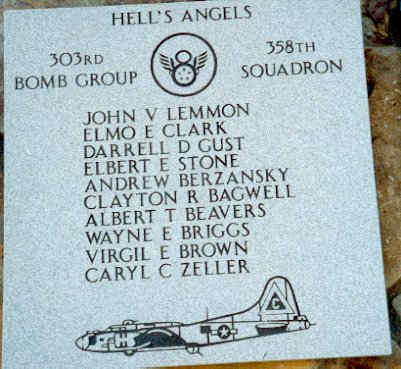 HELL'S ANGELS
303RD
BOMB GROUP
358TH
SQUADRON
JOHN V LEMMON
ELMO E CLARK
DARRELL D GUST
ELBERT E STONE
ANDREW BERZANSKY
CLAYTON R BAGWELL
ALBERT T BEAVERS
WAYNE E BRIGGS
VIRGIL E BROWN
CARYL C ZELLER
C